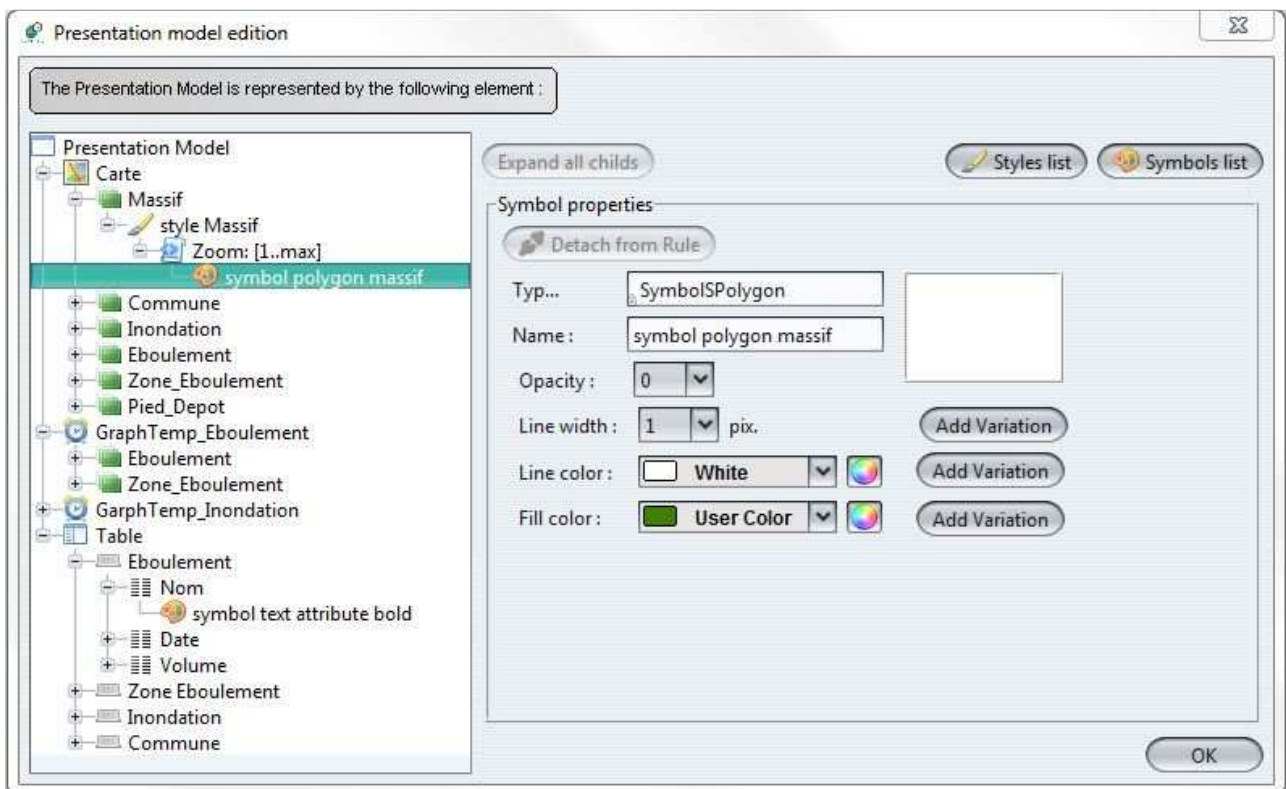 Presentation model edition
The Presentation Model is represented by the following element :
Presentation Model
Carte
Massif
style Massif
Zoom: [1..max]
symbol polygon massif
Commune
Inondation
Eboulement
Zone_Eboulement
Pied_Depot
GraphTemp_Eboulement
Eboulement
Zone_Eboulement
GarphTemp_Inondation
Table
Eboulement
Nom
symbol text attribute bold
Date
Volume
Zone Eboulement
Inondation
Commune
Expand all childs
Styles list
Symbols list
Symbol properties
Detach from Rule
Typ... SymbolSPolygon
Name : symbol polygon massif
Opacity : 0
Line width : 1 pix. Add Variation
Line color : White Add Variation
Fill color : User Color Add Variation
OK